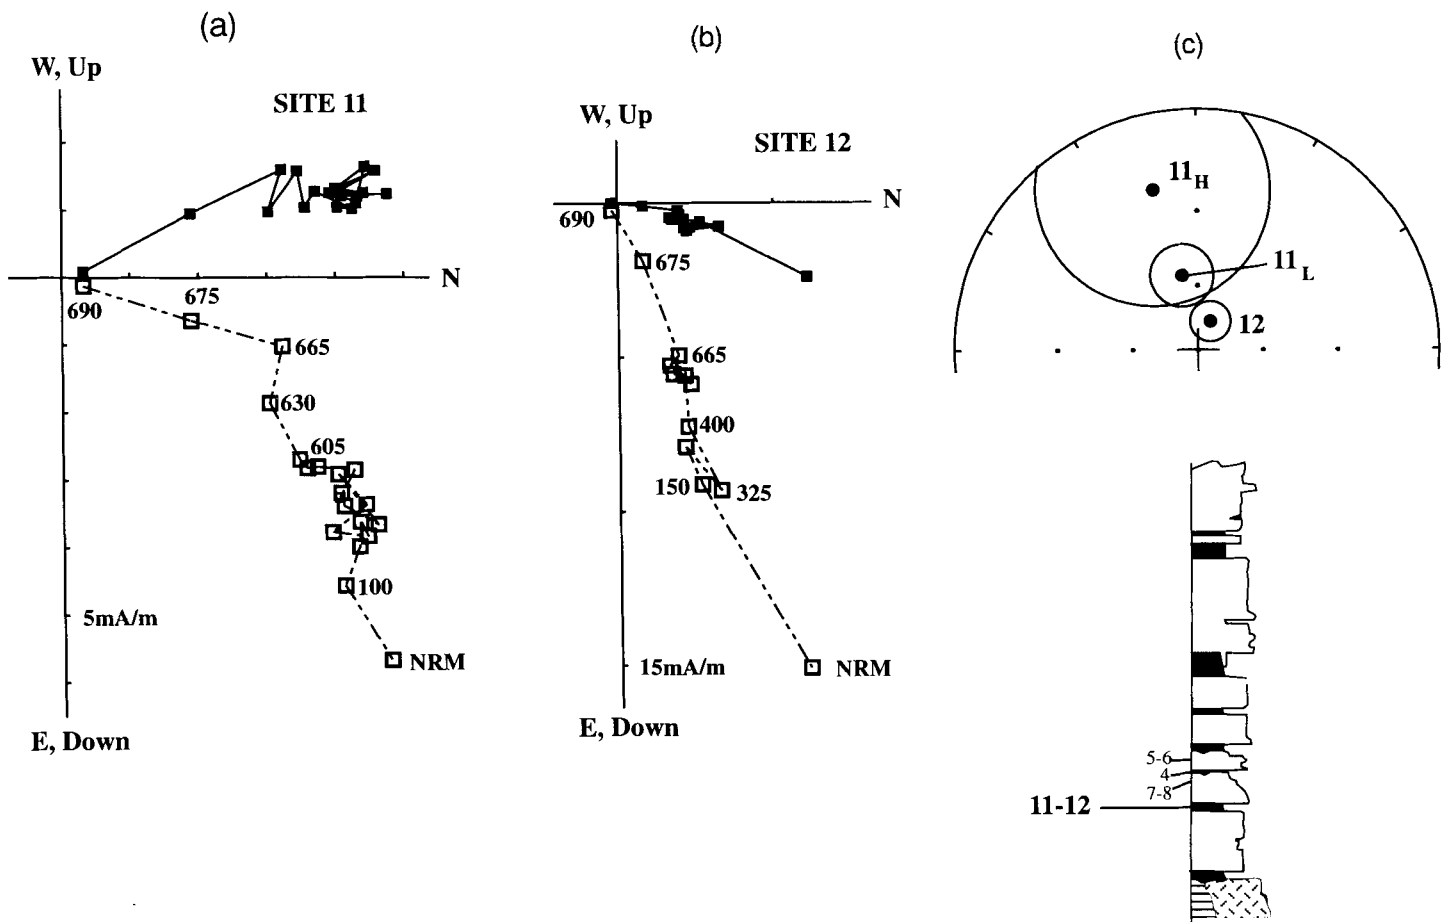 (a)
W, Up
SITE 11
N
690
675
665
630
605
100
5mA/m
NRM
E, Down
(b)
W, Up
SITE 12
N
690
675
665
400
150
325
15mA/m
NRM
E, Down
(c)
11H
11L
12
5-6
4
7-8
11-12